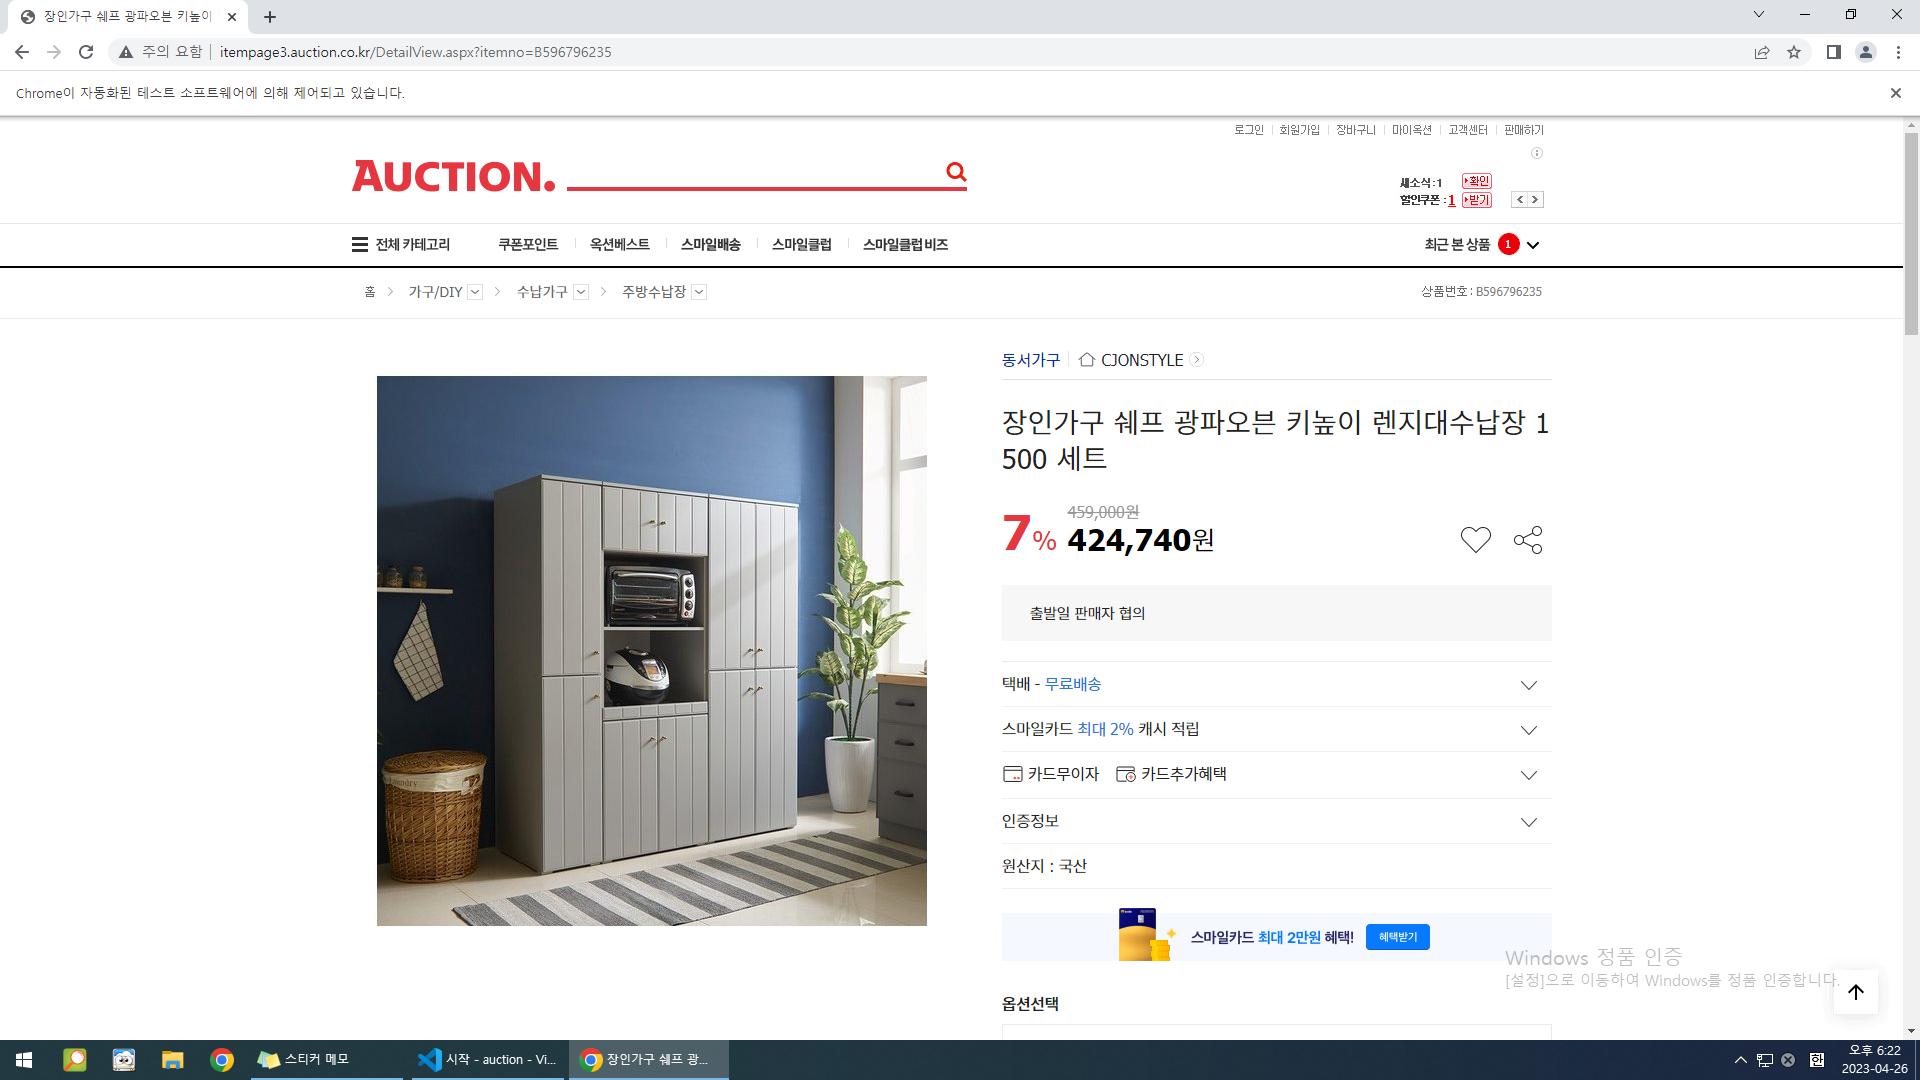 장인가구 쉐프 광파오븐 키높이
주의 요함
itempage3.auction.co.kr/DetailView.aspx?itemno=B596796235
Chrome이 자동화된 테스트 소프트웨어에 의해 제어되고 있습니다.
로그인 회원가입 장바구니 마이옥션 고객센터 판매하기
AUCTION.
새소식:1 확인
할인쿠폰:1 받기
전체 카테고리 쿠폰포인트 옥션베스트 스마일배송 스마일클럽 스마일클럽 비즈
최근 본 상품 1
홈 > 가구/DIY > 수납가구 > 주방수납장
상품번호 : B596796235
동서가구 CJONSTYLE
장인가구 쉐프 광파오븐 키높이 렌지대수납장 1
500 세트
459,000원
7% 424,740원
출발일 판매자 협의
택배 - 무료배송
스마일카드 최대 2% 캐시 적립
카드무이자 카드추가혜택
laundry
인증정보
원산지 : 국산
스마일카드 최대 2만원 혜택! 혜택받기
Windows 정품 인증
[설정]으로 이동하여 Windows를 정품 인증합니다.
옵션선택
스티커 메모
시작 - auction - Vi...
장인가구 쉐프 광...
한
오후 6:22
2023-04-26